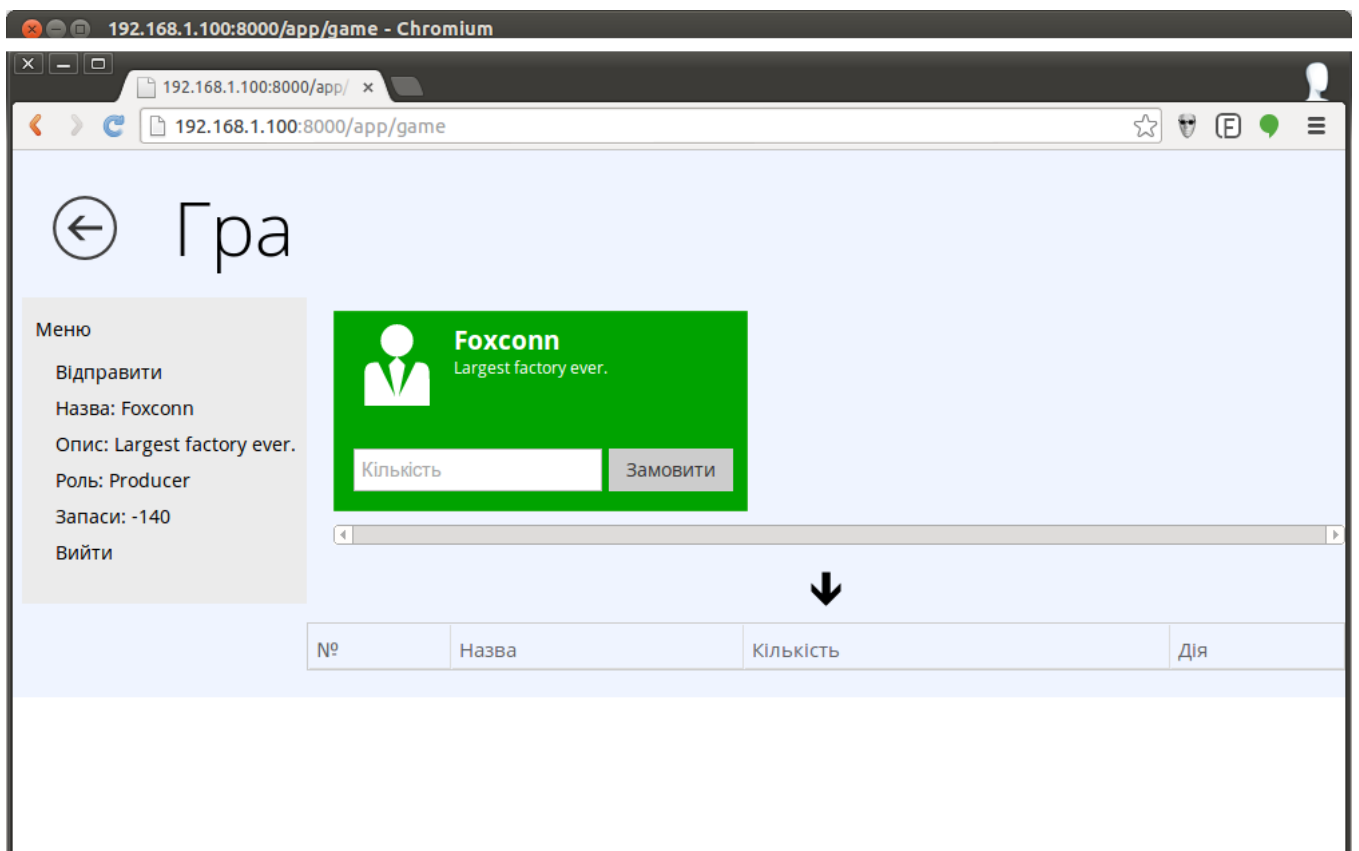 192.168.1.100:8000/app/game - Chromium
192.168.1.100:8000/app/
192.168.1.100:8000/app/game
Гра
Меню
Відправити
Назва: Foxconn
Опис: Largest factory ever.
Роль: Producer
Запаси: -140
Вийти
Foxconn
Largest factory ever.
Кількість
Замовити
№ Назва Кількість Дія